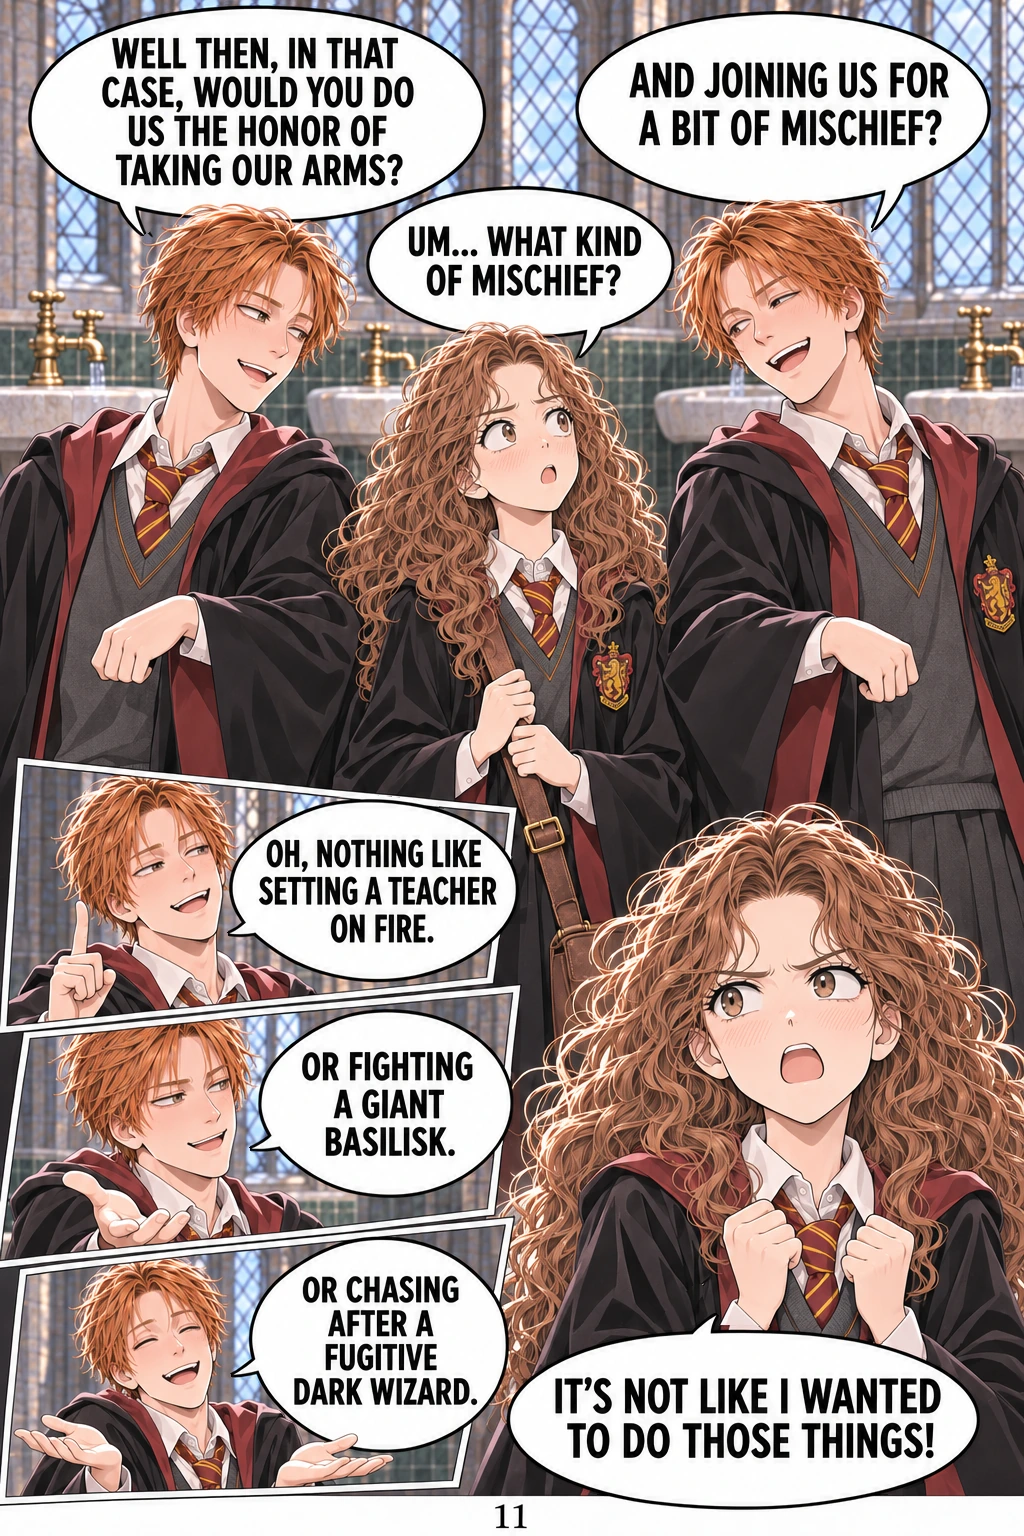 WELL THEN, IN THAT
CASE, WOULD YOU DO
US THE HONOR OF
TAKING OUR ARMS?
AND JOINING US FOR
A BIT OF MISCHIEF?
UM... WHAT KIND
OF MISCHIEF?
OH, NOTHING LIKE
SETTING A TEACHER
ON FIRE.
OR FIGHTING
A GIANT
BASILISK.
OR CHASING
AFTER A
FUGITIVE
DARK WIZARD.
IT'S NOT LIKE I WANTED
TO DO THOSE THINGS!
11